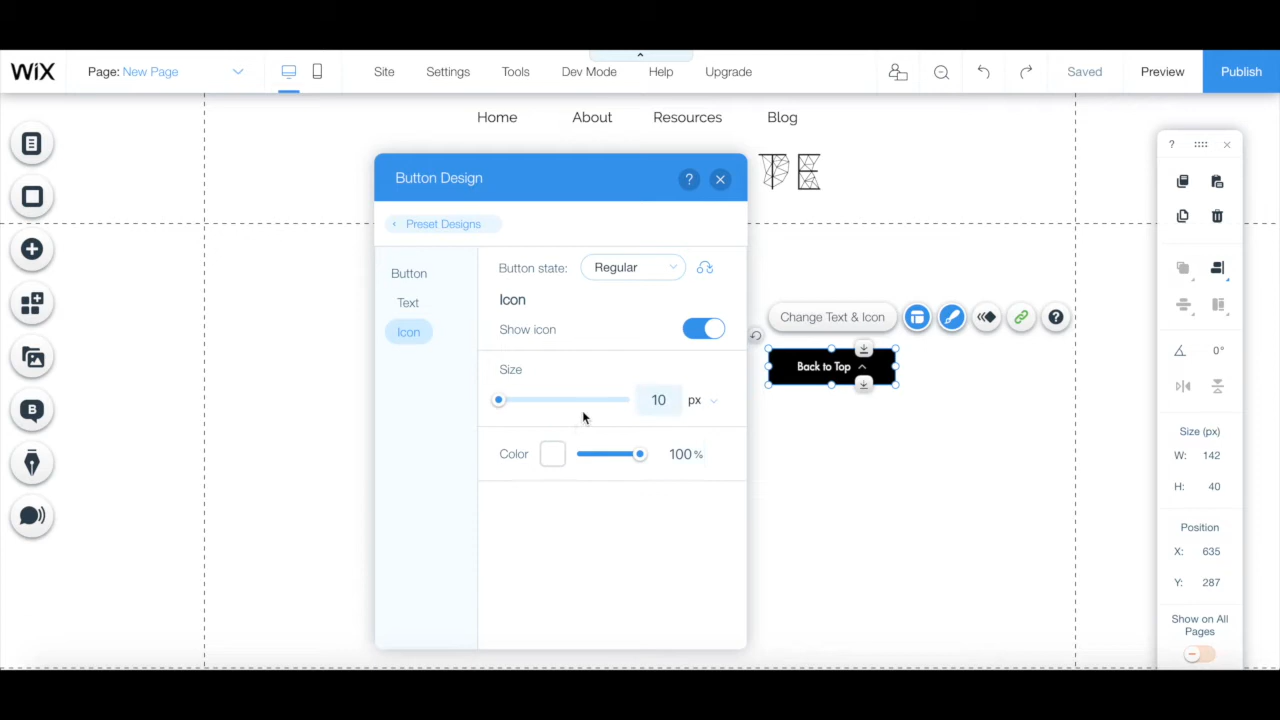 WiX
Page: New Page
Site
Settings
Tools
Dev Mode
Help
Upgrade
Saved
Preview
Publish
Home
About
Resources
Blog
PE
Button Design
?
Preset Designs
Button
Text
Icon
Button state:
Regular
Icon
Show icon
Size
10
px
Color
100 %
Change Text & Icon
?
Back to Top
B
?
0°
Size (px)
W: 142
H: 40
Position
X: 635
Y: 287
Show on All
Pages